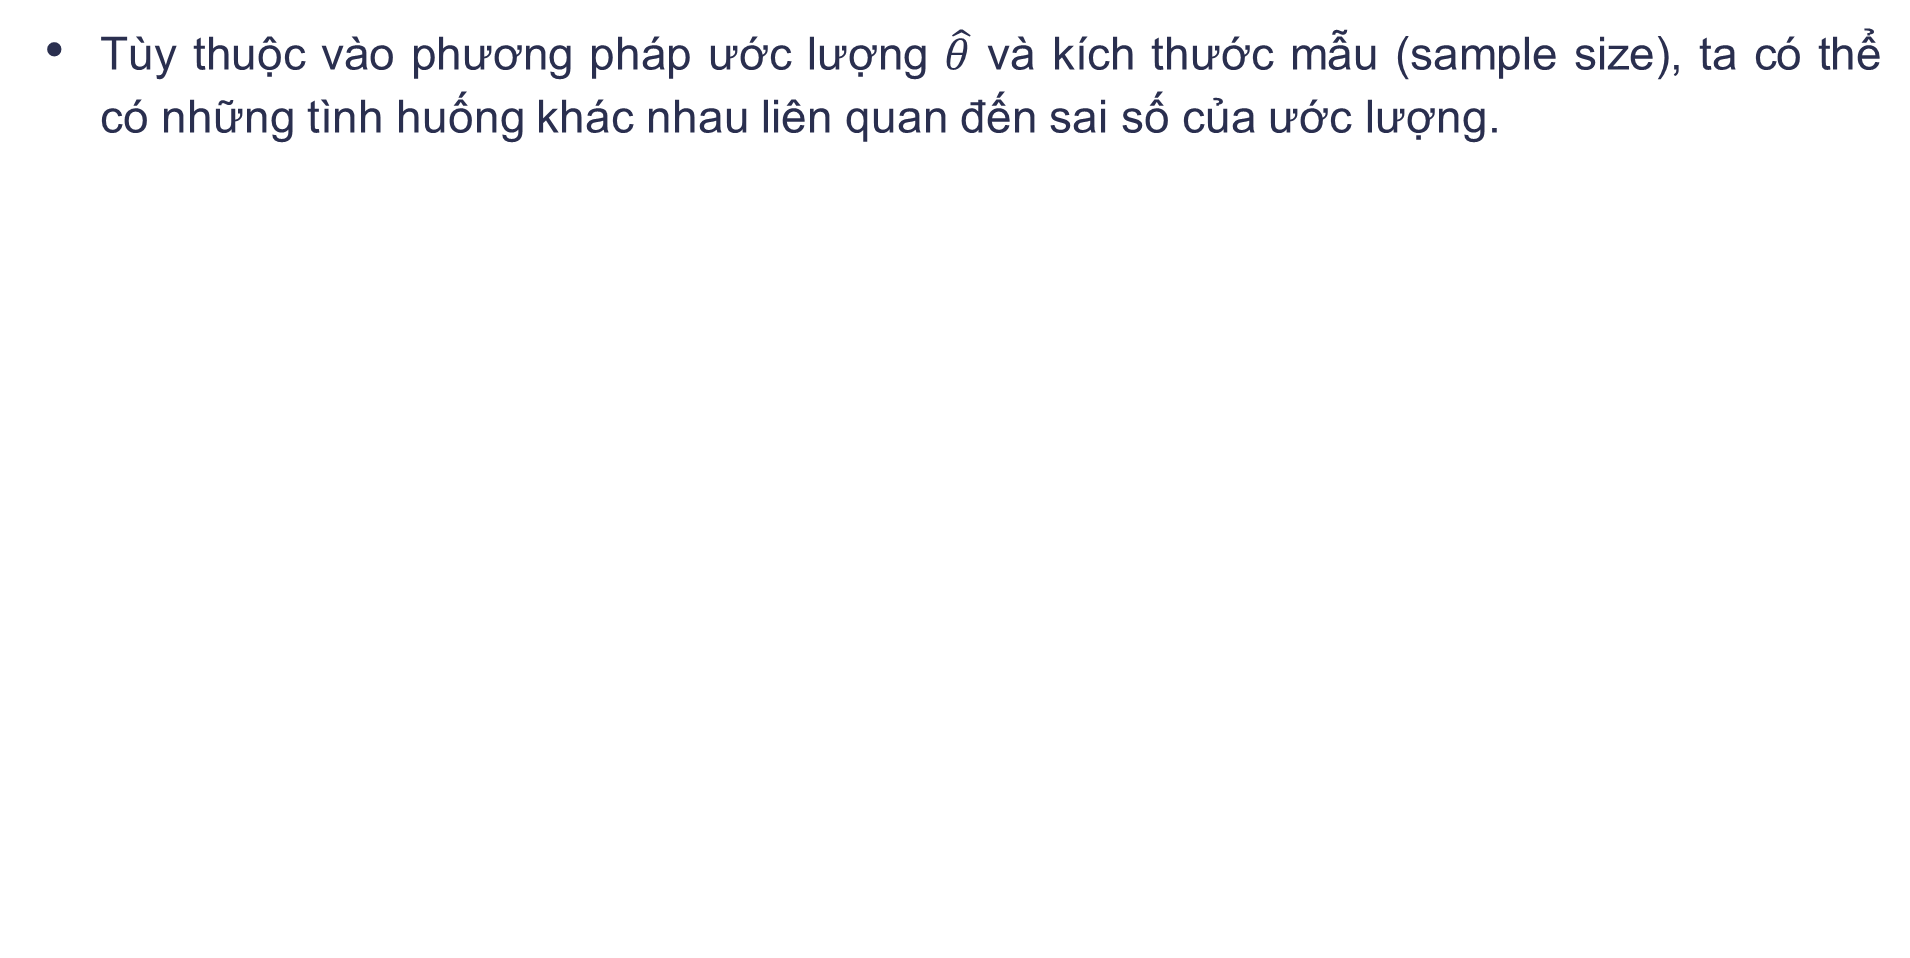 • Tùy thuộc vào phương pháp ước lượng θ̂ và kích thước mẫu (sample size), ta có thể
có những tình huống khác nhau liên quan đến sai số của ước lượng.